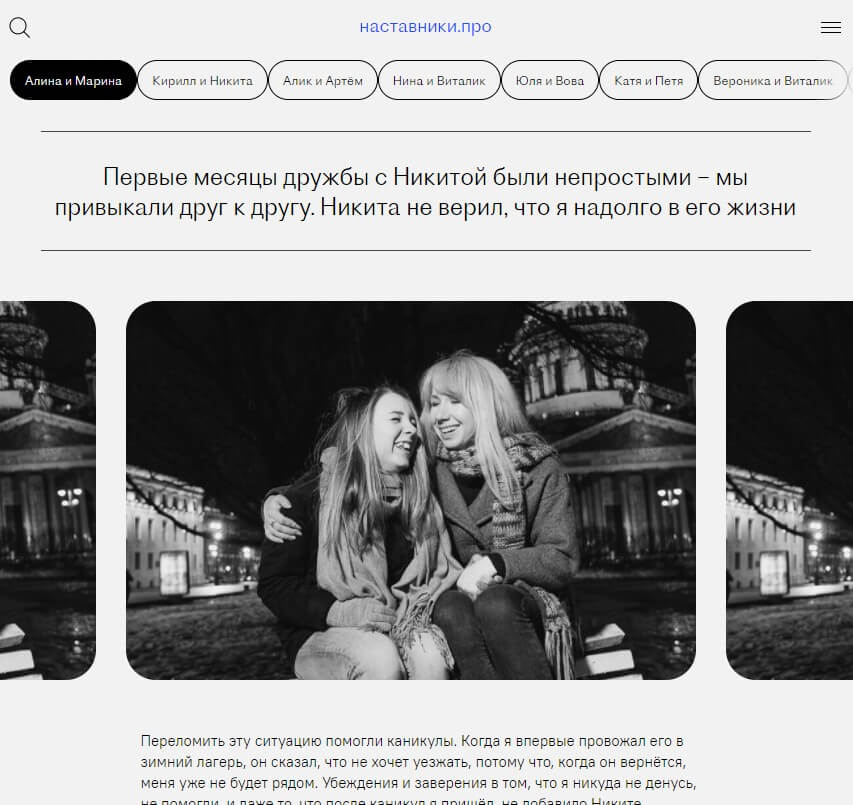 наставники.про
Алина и Марина Кирилл и Никита Алик и Артём Нина и Виталик Юля и Вова Катя и Петя Вероника и Виталик
Первые месяцы дружбы с Никитой были непростыми – мы
привыкали друг к другу. Никита не верил, что я надолго в его жизни
Переломить эту ситуацию помогли каникулы. Когда я впервые провожал его в
зимний лагерь, он сказал, что не хочет уезжать, потому что, когда он вернётся,
меня уже не будет рядом. Убеждения и заверения в том, что я никуда не денусь,
не помогли, и даже то, что после каникул я пришёл, не добавило Никите